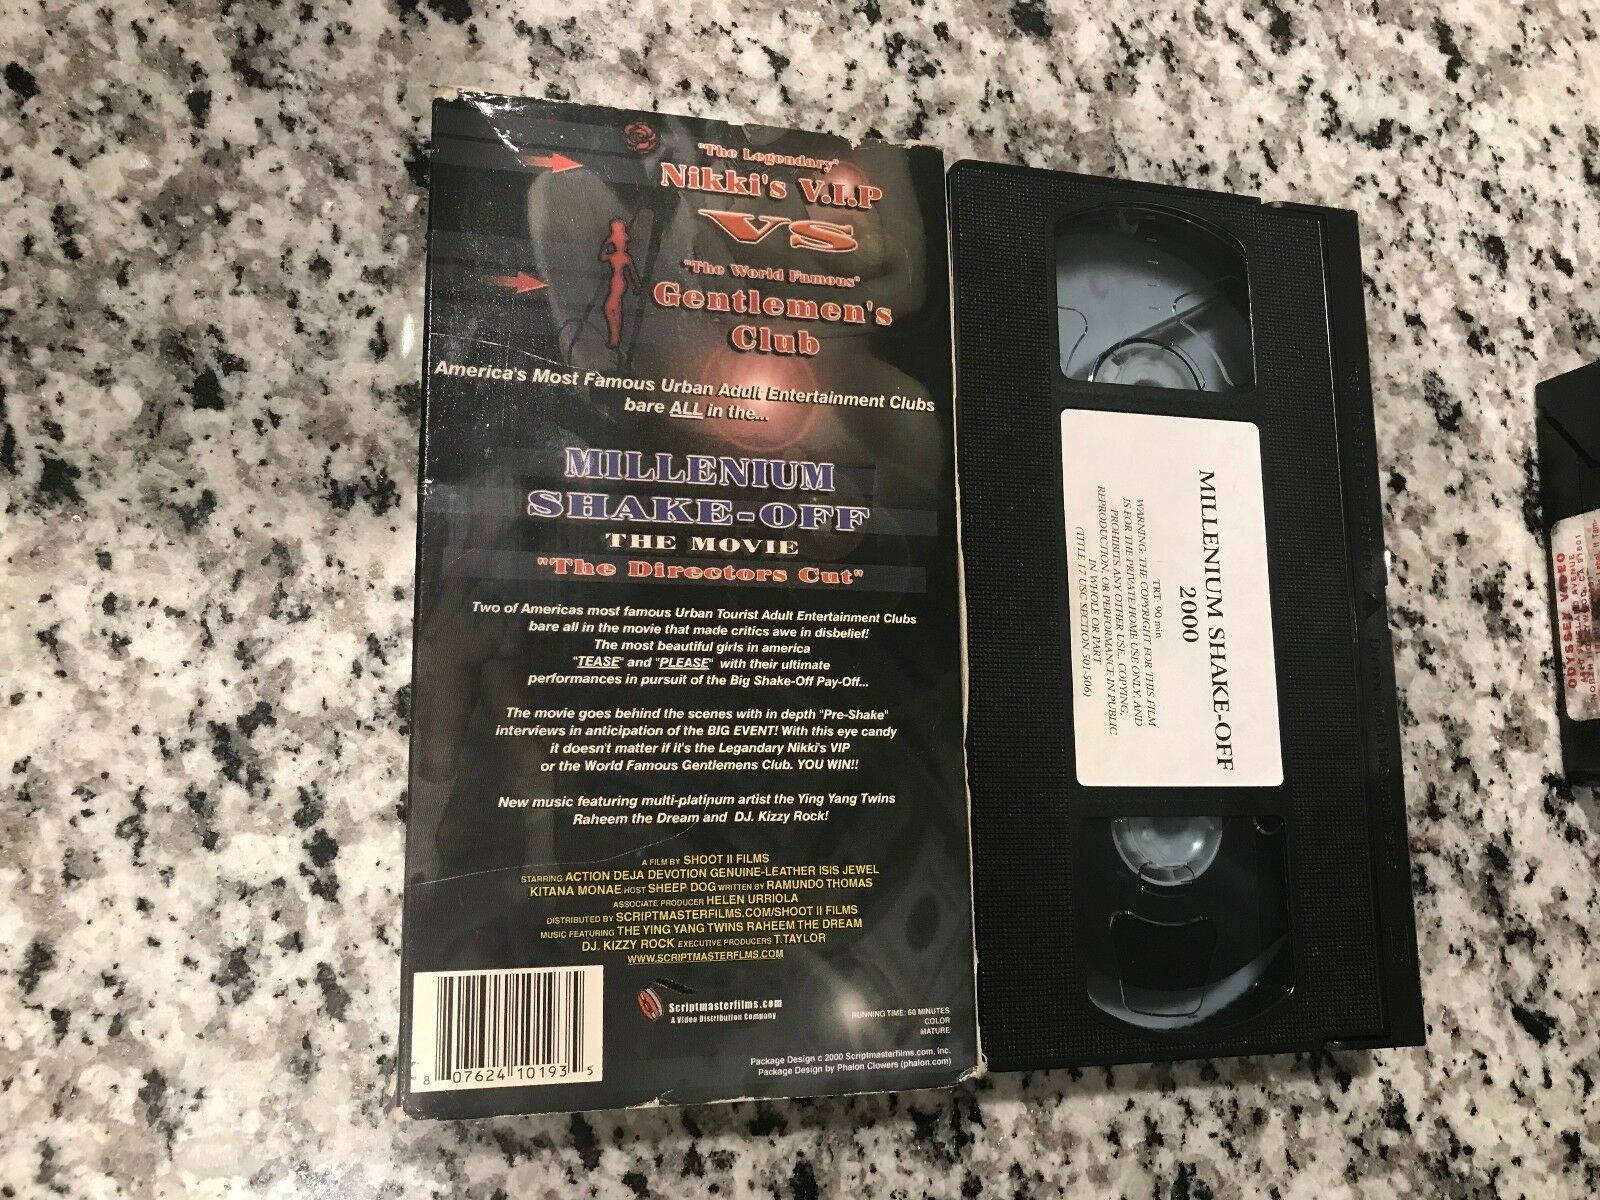 "The Legendary"
Nikki's V.I.P
VS
"The World Famous"
Gentlemen's
Club
America's Most Famous Urban Adult Entertainment Clubs
bare ALL in the...
MILLENIUM
SHAKE-OFF
THE MOVIE
"The Directors Cut"
Two of Americas most famous Urban Tourist Adult Entertainment Clubs
bare all in the movie that made critics awe in disbelief!
The most beautiful girls in america
"TEASE" and "PLEASE" with their ultimate
performances in pursuit of the Big Shake-Off Pay-Off...
The movie goes behind the scenes with in depth "Pre-Shake"
interviews in anticipation of the BIG EVENT! With this eye candy
it doesn't matter if it's the Legandary Nikki's VIP
or the World Famous Gentlemens Club. YOU WIN!!
New music featuring multi-platinum artist the Ying Yang Twins
Raheem the Dream and DJ. Kizzy Rock!
A FILM BY SHOOT II FILMS
STARRING ACTION DEJA DEVOTION GENUINE-LEATHER ISIS JEWEL
KITANA MONAE HOST SHEEP DOG WRITTEN BY RAMUNDO THOMAS
ASSOCIATE PRODUCER HELEN URRIOLA
DISTRIBUTED BY SCRIPTMASTERFILMS.COM/SHOOT II FILMS
MUSIC FEATURING THE YING YANG TWINS RAHEEM THE DREAM
DJ. KIZZY ROCK EXECUTIVE PRODUCERS T.TAYLOR
WWW.SCRIPTMASTERFLMS.COM
Scriptmasterfilms.com
A Video Distribution Company
RUNNING TIME: 60 MINUTES
COLOR
MATURE
Package Design c 2000 Scriptmasterfilms.com, Inc.
Package Design by Phalon Clowers (phalon.com)
8 07624 10193 5
MILLENIUM SHAKE-OFF
2000
TRT: 90 min
WARNING: THE COPYRIGHT FOR THIS FILM
IS FOR THE PRIVATE HOME USE ONLY, AND
PROHIBITS ANY OTHER USE, COPYING,
REPRODUCTION, OR PERFORMANCE IN PUBLIC
IN WHOLE OR PART
(TITLE 17 USC SECTION 501-506)
ODYSSEY VIDEO
AVENUE
CA 91601